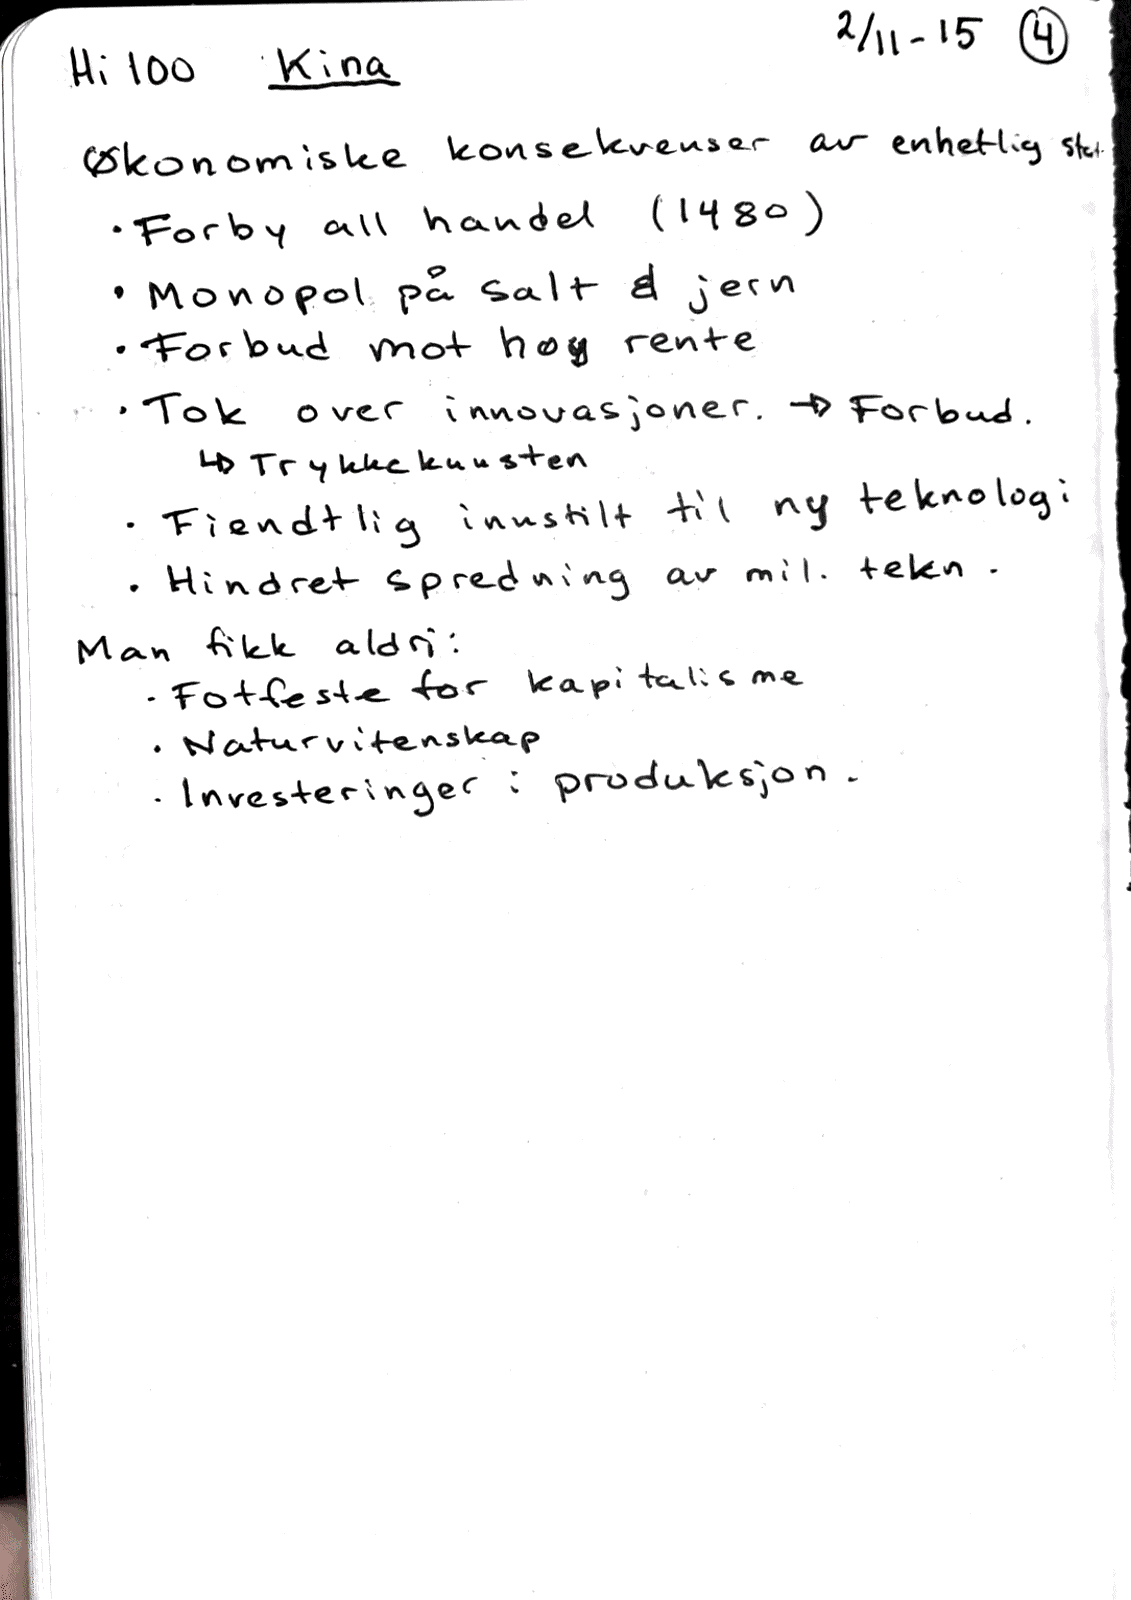 Hi 100 Kina 2/11-15 4
Økonomiske konsekvenser av enhetlig stat
· Forby all handel (1480)
· Monopol på salt & jern
· Forbud mot høy rente
· Tok over innovasjoner. → Forbud.
↳ Trykkekunsten
· Fiendtlig innstilt til ny teknologi
· Hindret spredning av mil. tekn.
Man fikk aldri:
· Fotfeste for kapitalisme
· Naturvitenskap
· Investeringer i produksjon.